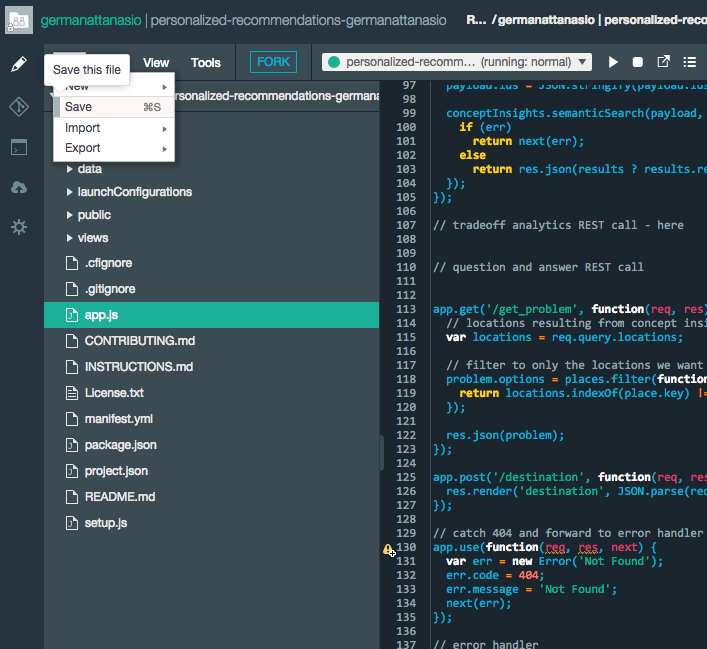 germanattanasio | personalized-recommendations-germanattanasio R... /germanattanasio | personalized-reco
View Tools FORK personalized-recomm... (running: normal)
Save this file
New
rsonalized-recommendations-germana
Save ⌘S
Import
Export
data
launchConfigurations
public
views
.cfignore
.gitignore
app.js
CONTRIBUTING.md
INSTRUCTIONS.md
License.txt
manifest.yml
package.json
project.json
README.md
setup.js
97 payload.ids = JSON.stringify(payload.ids
98
99 conceptInsights.semanticSearch(payload,
100 if (err)
101 return next(err);
102 else
103 return res.json(results ? results.re
104 });
105 });
106
107 // tradeoff analytics REST call - here
108
109
110 // question and answer REST call
111
112
113 app.get('/get_problem', function(req, res)
114 // locations resulting from concept insi
115 var locations = req.query.locations;
116
117 // filter to only the locations we want
118 problem.options = places.filter(function
119 return locations.indexOf(place.key) !=
120 });
121
122 res.json(problem);
123 });
124
125 app.post('/destination', function(req, res
126 res.render('destination', JSON.parse(req
127 });
128
129 // catch 404 and forward to error handler
130 app.use(function(req, res, next) {
131 var err = new Error('Not Found');
132 err.code = 404;
133 err.message = 'Not Found';
134 next(err);
135 });
136
137 // error handler